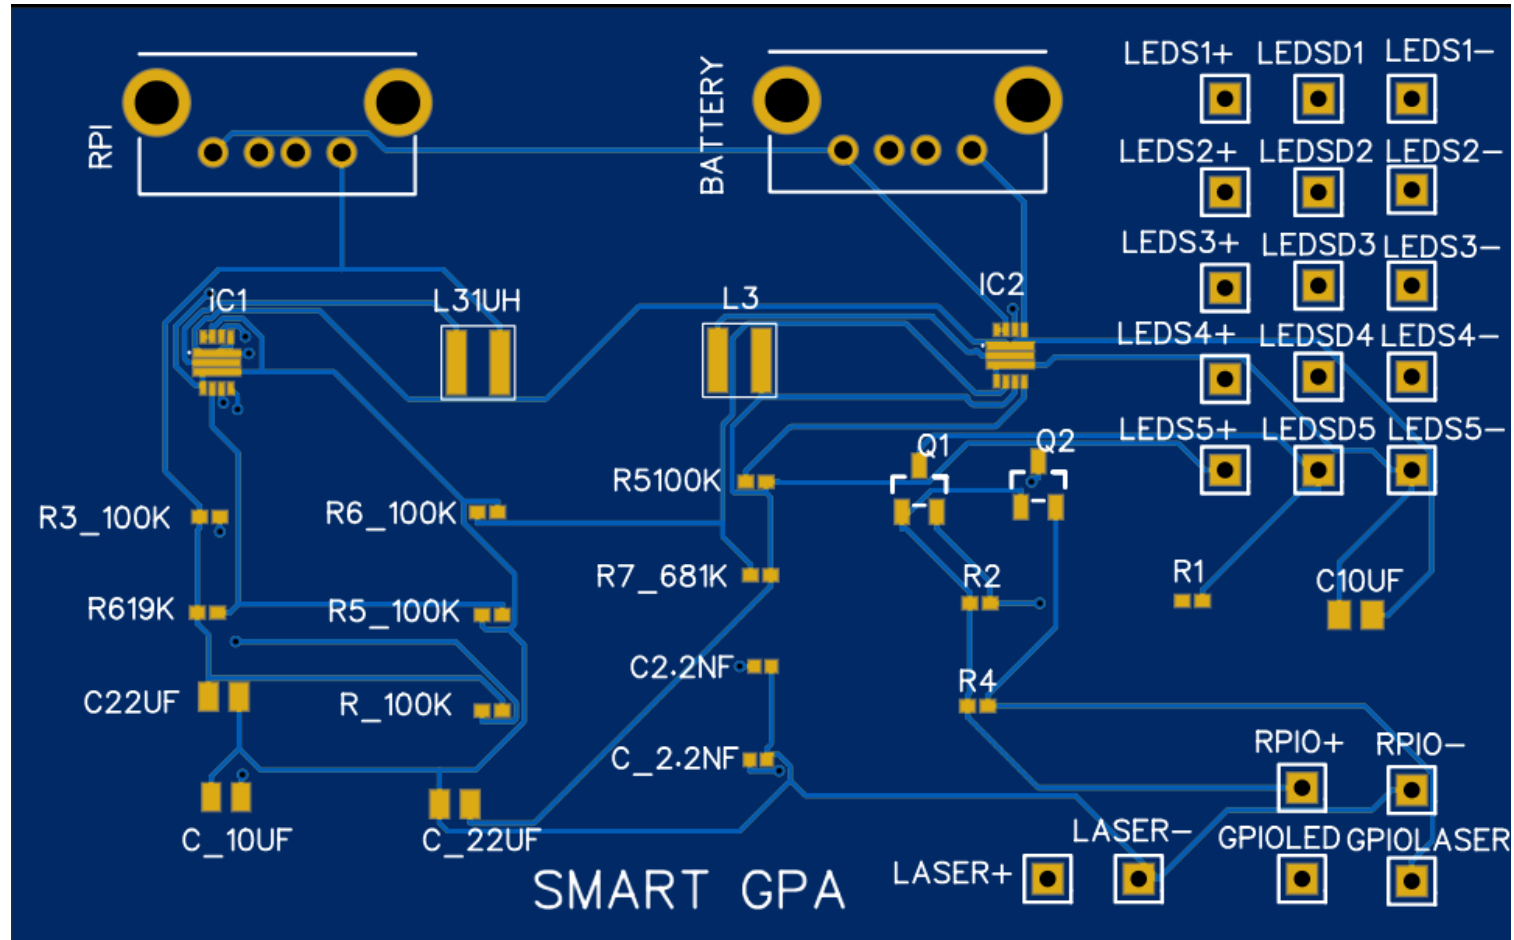 LEDS1+ LEDSD1 LEDS1-
RPI
BATTERY
LEDS2+ LEDSD2 LEDS2-
LEDS3+ LEDSD3 LEDS3-
IC1 L31UH L3 IC2
LEDS4+ LEDSD4 LEDS4-
LEDS5+ LEDSD5 LEDS5-
Q1 Q2
R5100K
R3_100K R6_100K
R7_681K R2 R1 C10UF
R619K R5_100K
C2.2NF
C22UF R_100K R4
C_2.2NF RPIO+ RPIO-
C_10UF C_22UF LASER- GPIOLED GPIOLASER
LASER+
SMART GPA